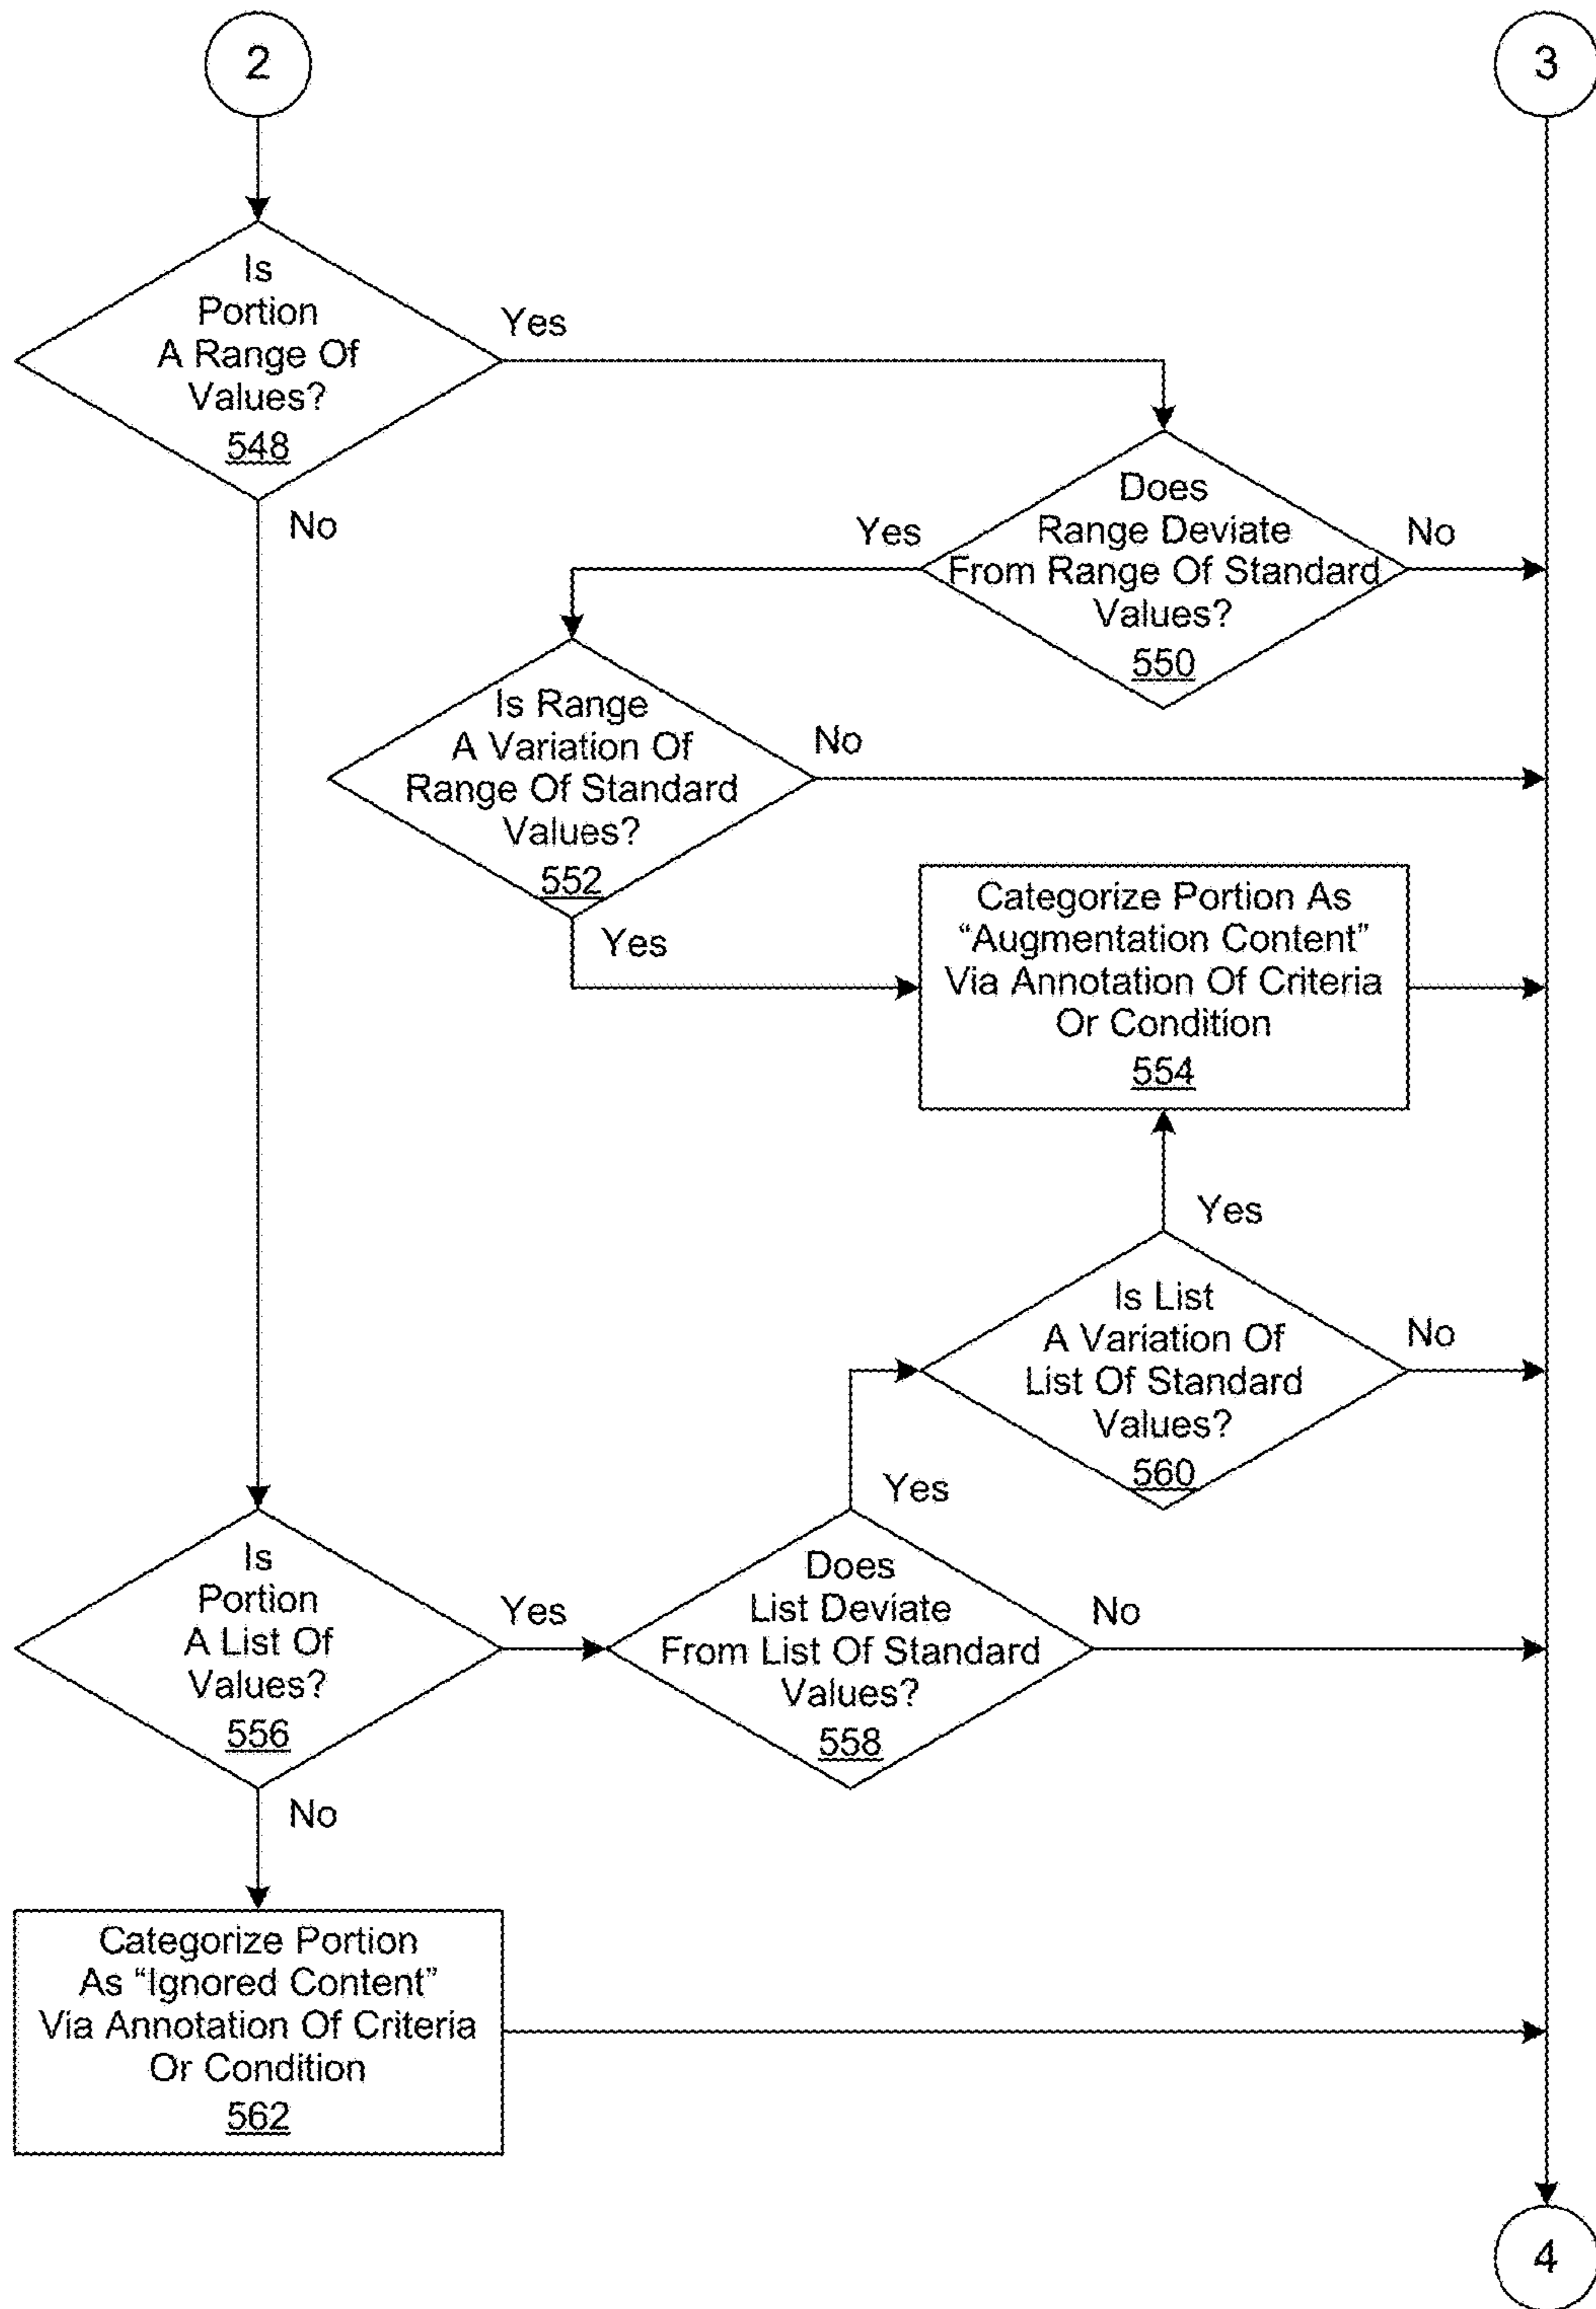 2
3
Is
Portion
A Range Of
Values?
548
Yes
No
Does
Range Deviate
From Range Of Standard
Values?
550
Yes
No
Is Range
A Variation Of
Range Of Standard
Values?
552
No
Yes
Categorize Portion As
“Augmentation Content”
Via Annotation Of Criteria
Or Condition
554
Yes
Is List
A Variation Of
List Of Standard
Values?
560
No
Yes
Is
Portion
A List Of
Values?
556
Yes
Does
List Deviate
From List Of Standard
Values?
558
No
No
Categorize Portion
As “Ignored Content”
Via Annotation Of Criteria
Or Condition
562
4